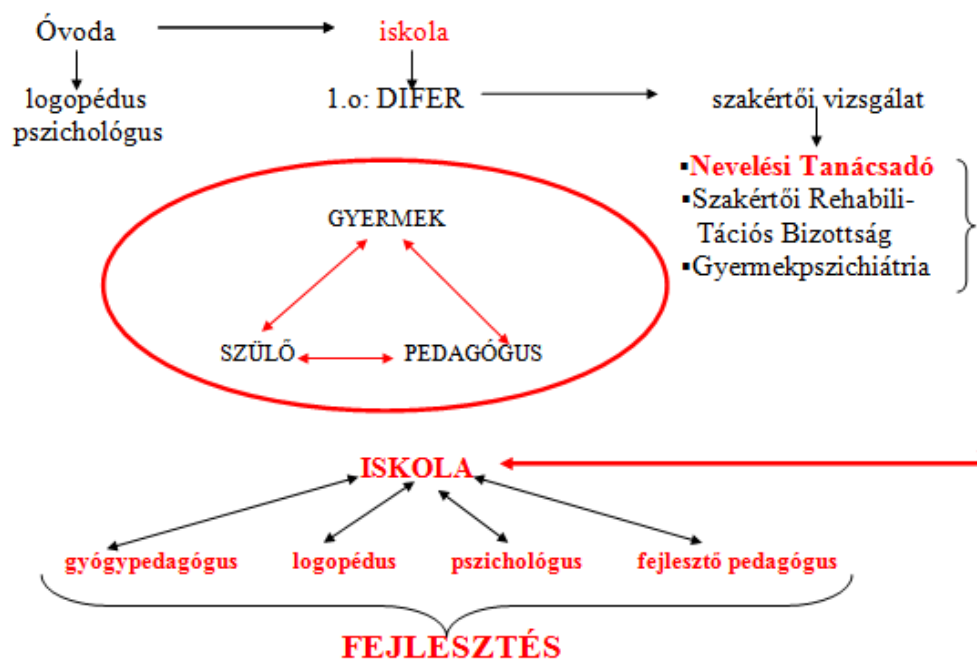 Óvoda
iskola
logopédus
pszichológus
1.o: DIFER
szakértői vizsgálat
▪Nevelési Tanácsadó
▪Szakértői Rehabili-
Tációs Bizottság
▪Gyermekpszichiátria
GYERMEK
SZÜLŐ
PEDAGÓGUS
ISKOLA
gyógypedagógus
logopédus
pszichológus
fejlesztő pedagógus
FEJLESZTÉS